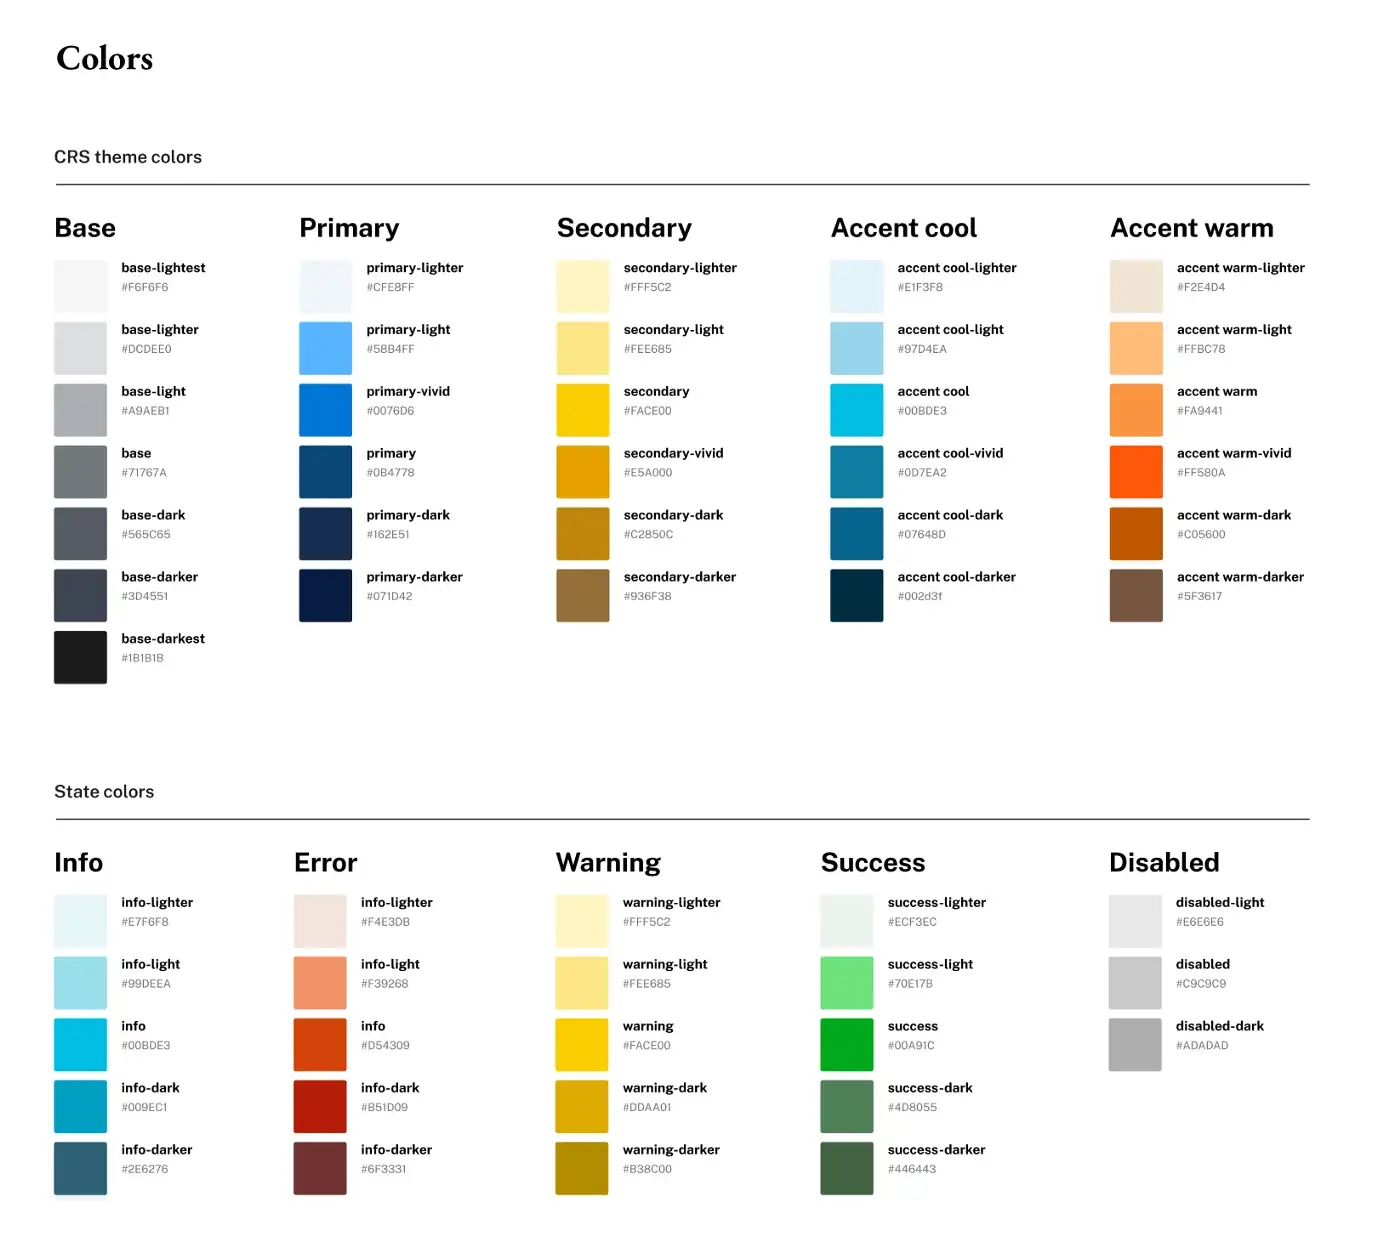 Colors
CRS theme colors
Base
base-lightest
#F6F6F6
base-lighter
#DCDEE0
base-light
#A9AEB1
base
#71767A
base-dark
#565C65
base-darker
#3D4551
base-darkest
#1B1B1B
Primary
primary-lighter
#CFE8FF
primary-light
#58B4FF
primary-vivid
#0076D6
primary
#0B4778
primary-dark
#162E51
primary-darker
#071D42
Secondary
secondary-lighter
#FFF5C2
secondary-light
#FEE685
secondary
#FACE00
secondary-vivid
#E5A000
secondary-dark
#C2850C
secondary-darker
#936F38
Accent cool
accent cool-lighter
#E1F3F8
accent cool-light
#97D4EA
accent cool
#00BDE3
accent cool-vivid
#0D7EA2
accent cool-dark
#07648D
accent cool-darker
#002d3f
Accent warm
accent warm-lighter
#F2E4D4
accent warm-light
#FFBC78
accent warm
#FA9441
accent warm-vivid
#FF580A
accent warm-dark
#C05600
accent warm-darker
#5F3617
State colors
Info
info-lighter
#E7F6F8
info-light
#99DEEA
info
#00BDE3
info-dark
#009EC1
info-darker
#2E6276
Error
info-lighter
#F4E3DB
info-light
#F39268
info
#D54309
info-dark
#B51D09
info-darker
#6F3331
Warning
warning-lighter
#FFF5C2
warning-light
#FEE685
warning
#FACE00
warning-dark
#DDAA01
warning-darker
#B38C00
Success
success-lighter
#ECF3EC
success-light
#70E17B
success
#00A91C
success-dark
#4D8055
success-darker
#446443
Disabled
disabled-light
#E6E6E6
disabled
#C9C9C9
disabled-dark
#ADADAD